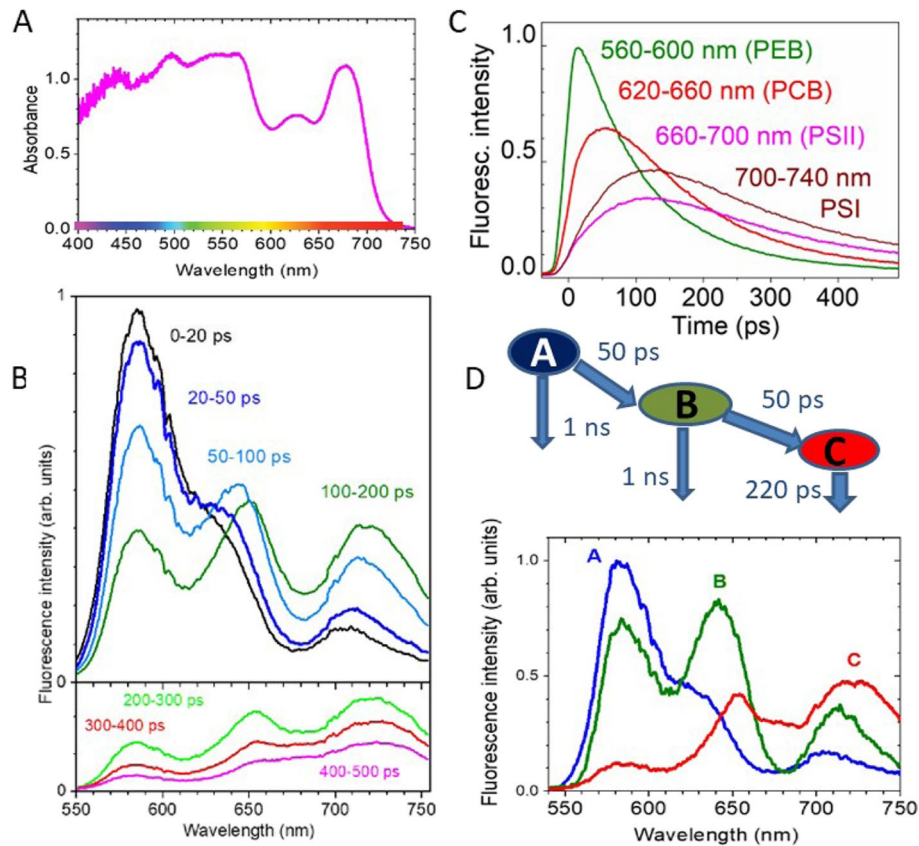 A
Absorbance
1.0
0.5
0.0
400 450 500 550 600 650 700 750
Wavelength (nm)
B
Fluorescence intensity (arb. units)
1
0-20 ps
20-50 ps
50-100 ps
100-200 ps
0
200-300 ps
300-400 ps
400-500 ps
0
550 600 650 700 750
Wavelength (nm)
C
Fluoresc. intensity
1.0
0.5
0.0
560-600 nm (PEB)
620-660 nm (PCB)
660-700 nm (PSII)
700-740 nm
PSI
0 100 200 300 400
Time (ps)
D
A
50 ps
1 ns
B
50 ps
1 ns
C
220 ps
Fluorescence intensity (arb. units)
1.0
0.5
0.0
A
B
C
550 600 650 700 750
Wavelength (nm)